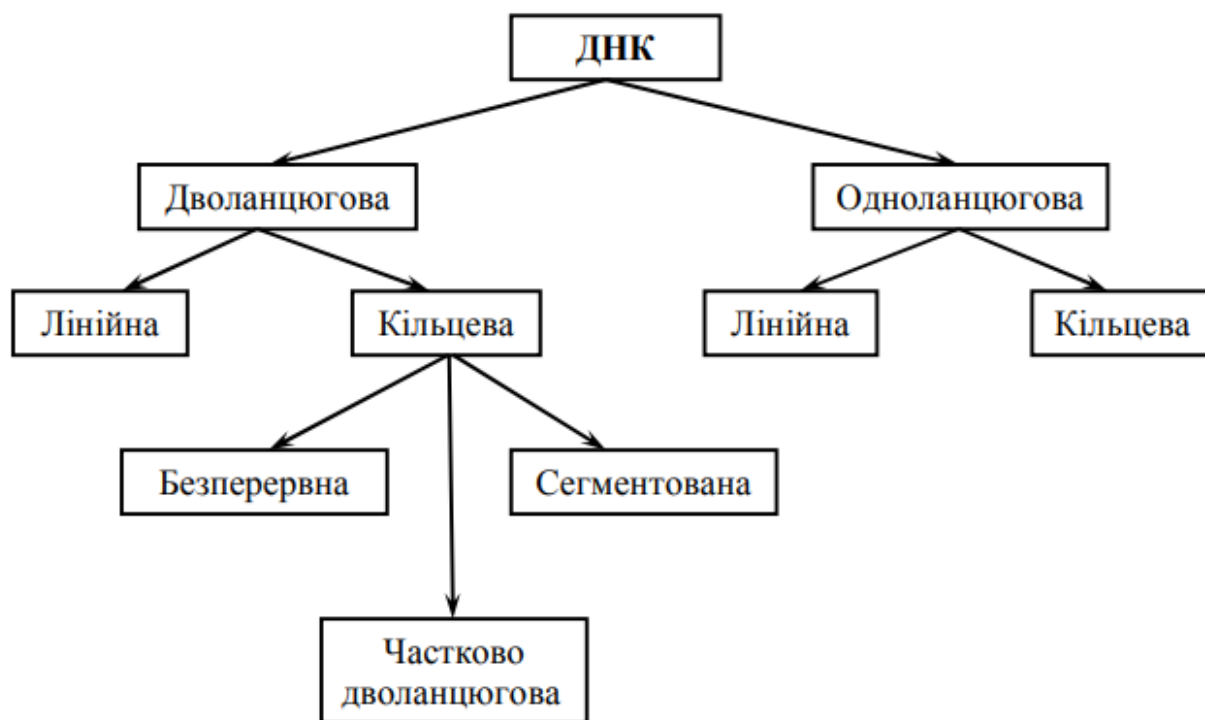 ДНК
Дволанцюгова
Одноланцюгова
Лінійна
Кільцева
Лінійна
Кільцева
Безперервна
Сегментована
Частково
дволанцюгова